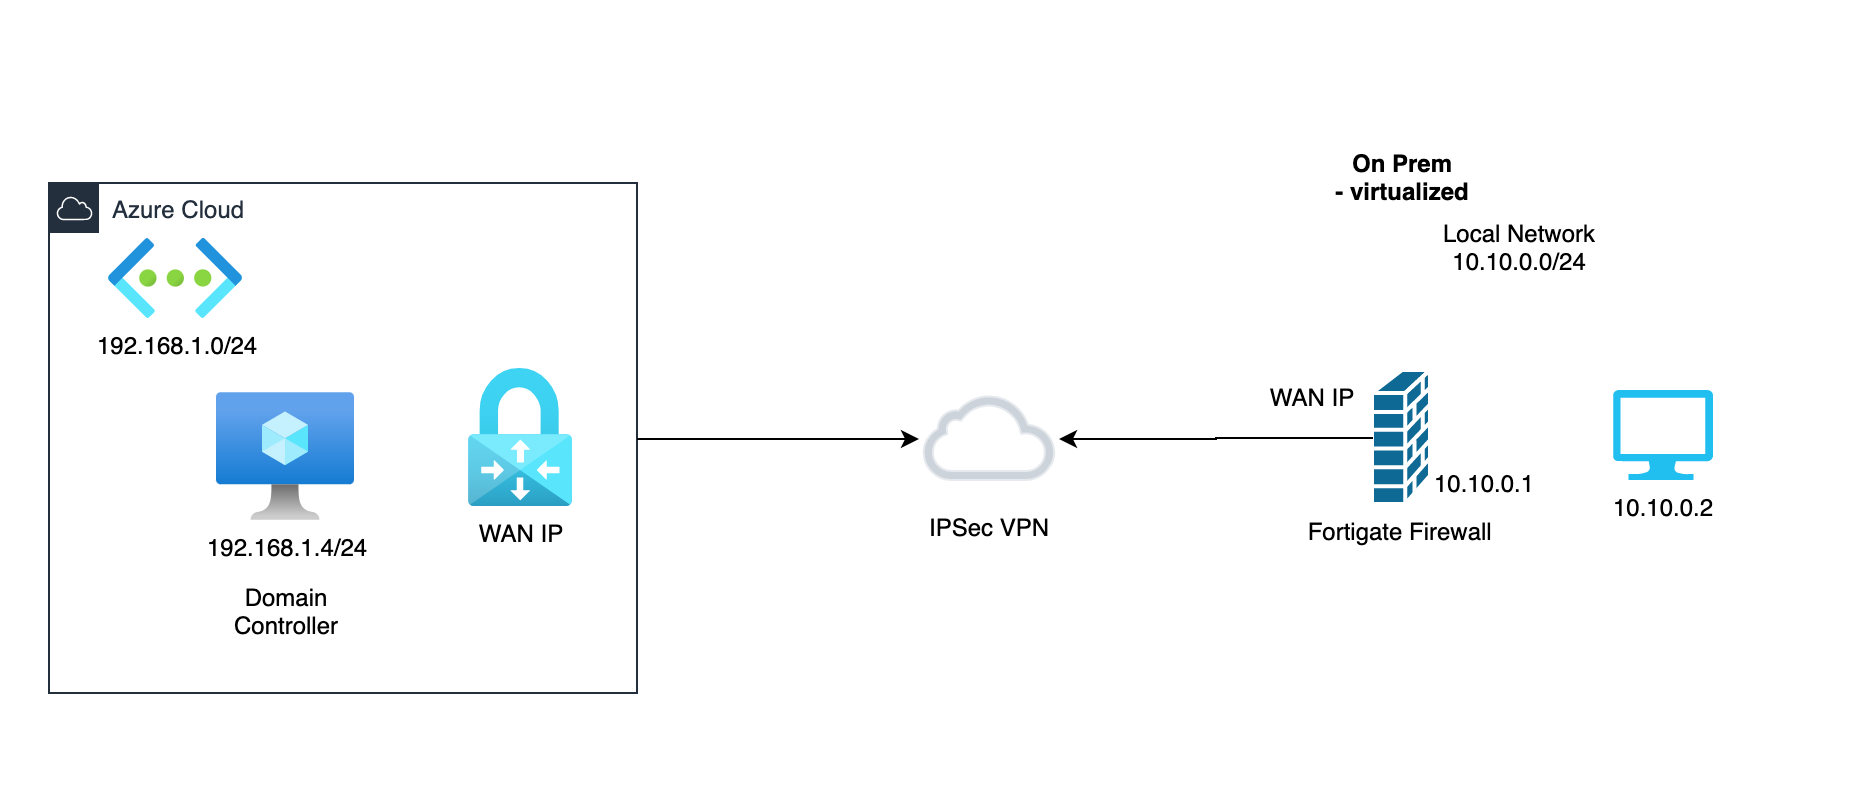 Azure Cloud
192.168.1.0/24
192.168.1.4/24
Domain
Controller
WAN IP
IPSec VPN
On Prem
- virtualized
Local Network
10.10.0.0/24
WAN IP
10.10.0.1
Fortigate Firewall
10.10.0.2